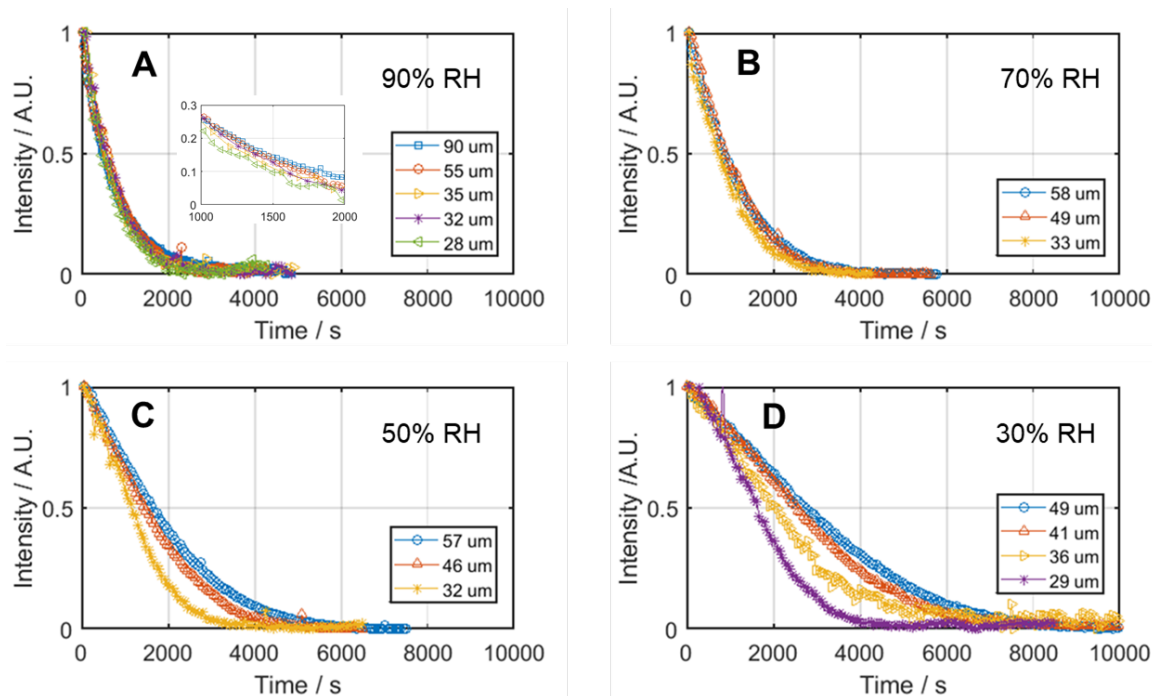 A
90% RH
Intensity / A.U.
1
0.5
0
0.3
0.2
0.1
0
1000 1500 2000
90 um
55 um
35 um
32 um
28 um
0 2000 4000 6000 8000 10000
Time / s
B
70% RH
Intensity / A.U.
1
0.5
0
58 um
49 um
33 um
0 2000 4000 6000 8000 10000
Time / s
C
50% RH
Intensity / A.U.
1
0.5
0
57 um
46 um
32 um
0 2000 4000 6000 8000 10000
Time / s
D
30% RH
Intensity /A.U.
1
0.5
0
49 um
41 um
36 um
29 um
0 2000 4000 6000 8000 10000
Time / s